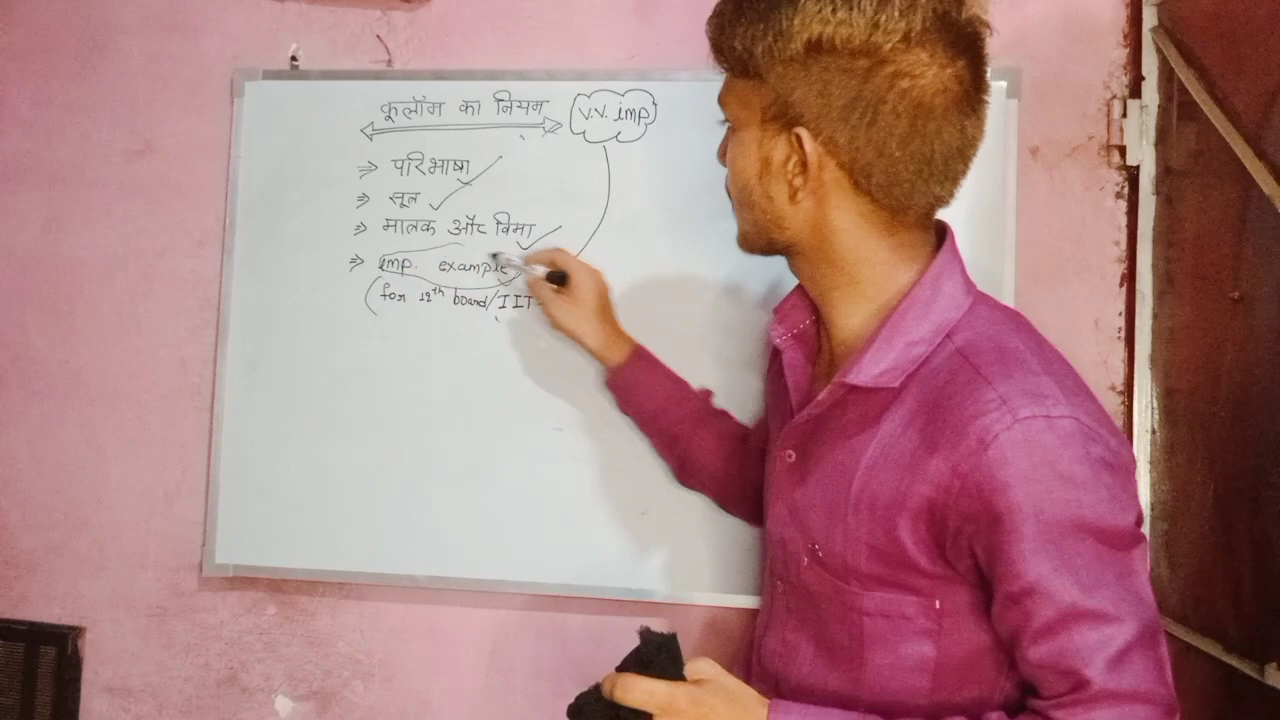 कूलॉम का नियम V.V. imp
⇒ परिभाषा
⇒ सूत्र
⇒ मात्रक और विमा
⇒ imp. example
(for 12th board/IIT